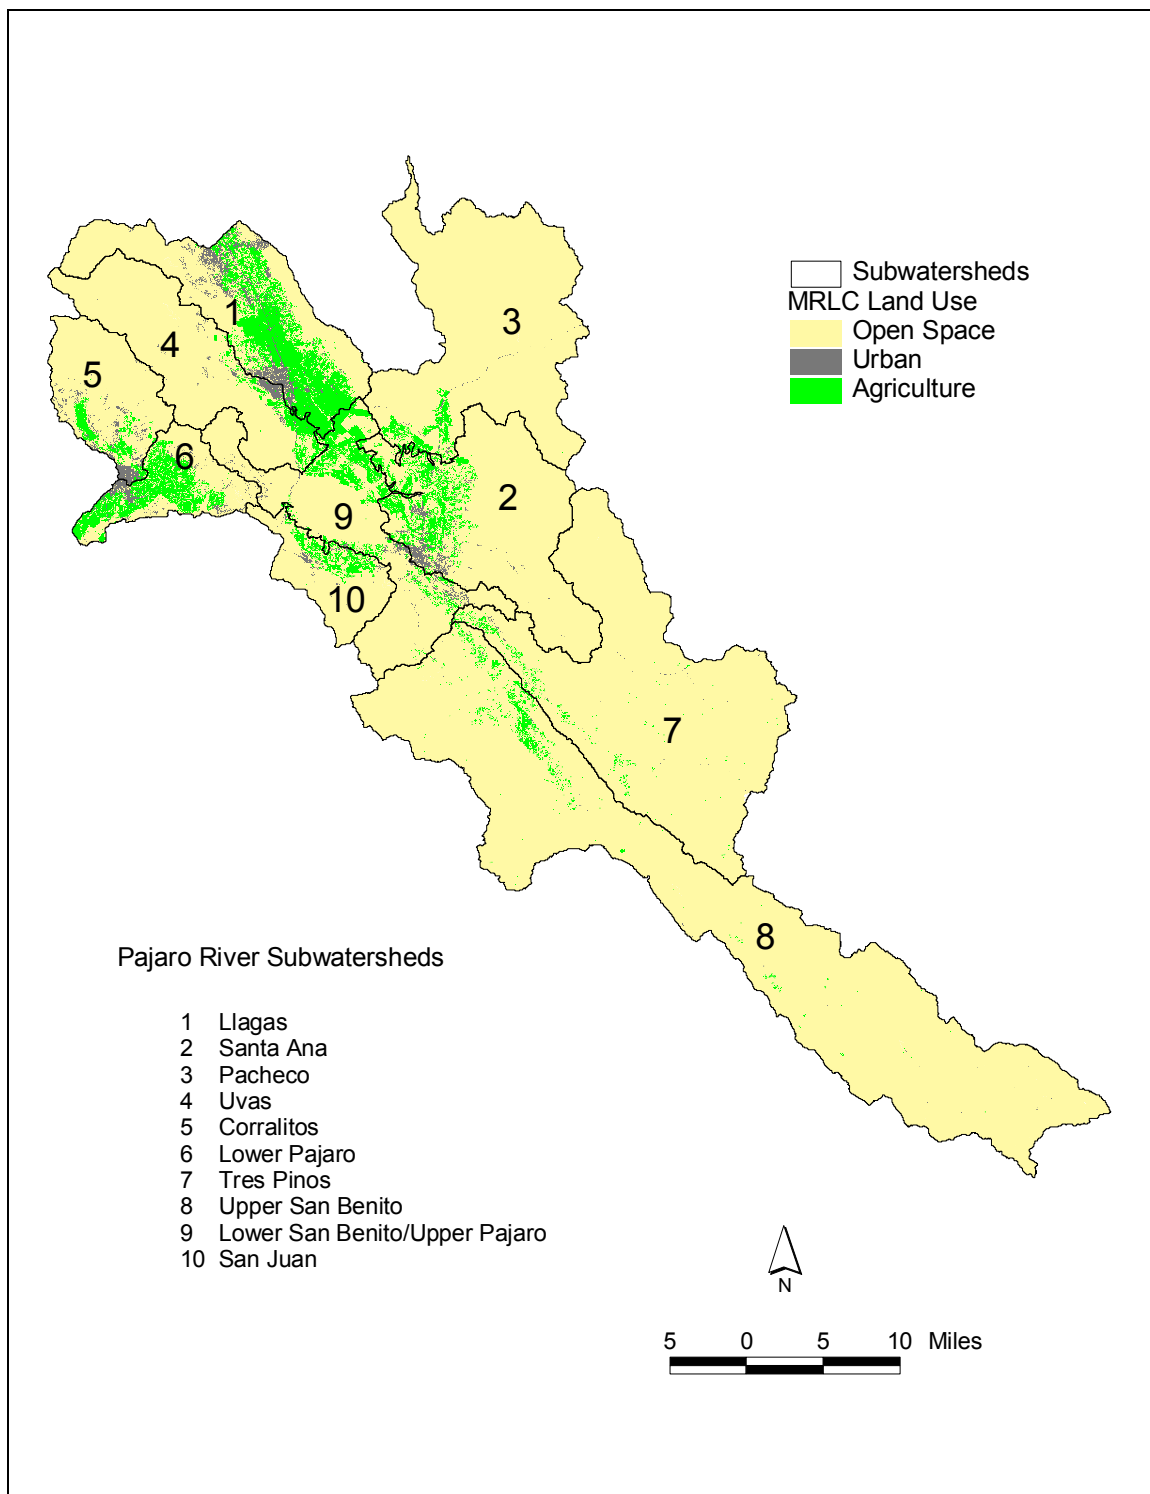 Subwatersheds
MRLC Land Use
Open Space
Urban
Agriculture
1
2
3
4
5
6
7
8
9
10
Pajaro River Subwatersheds
1 Llagas
2 Santa Ana
3 Pacheco
4 Uvas
5 Corralitos
6 Lower Pajaro
7 Tres Pinos
8 Upper San Benito
9 Lower San Benito/Upper Pajaro
10 San Juan
N
5 0 5 10 Miles